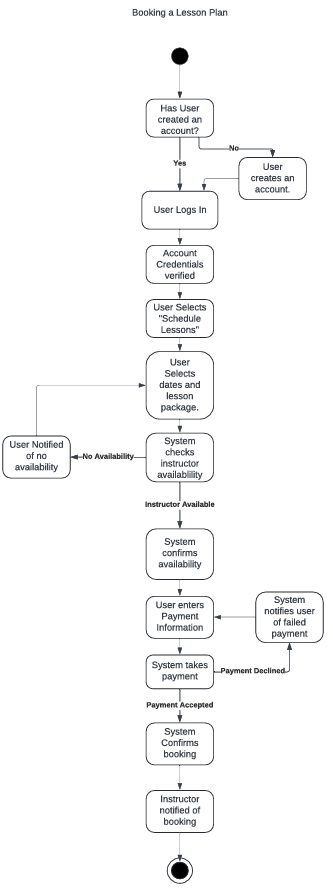 Booking a Lesson Plan
Has User
created an
account?
No
Yes
User
creates an
account.
User Logs In
Account
Credentials
verified
User Selects
"Schedule
Lessons"
User
Selects
dates and
lesson
package.
User Notified
of no
availability
No Availability
System
checks
instructor
availablility
Instructor Available
System
confirms
availability
User enters
Payment
Information
System
notifies user
of failed
payment
System takes
payment
Payment Declined
Payment Accepted
System
Confirms
booking
Instructor
notified of
booking